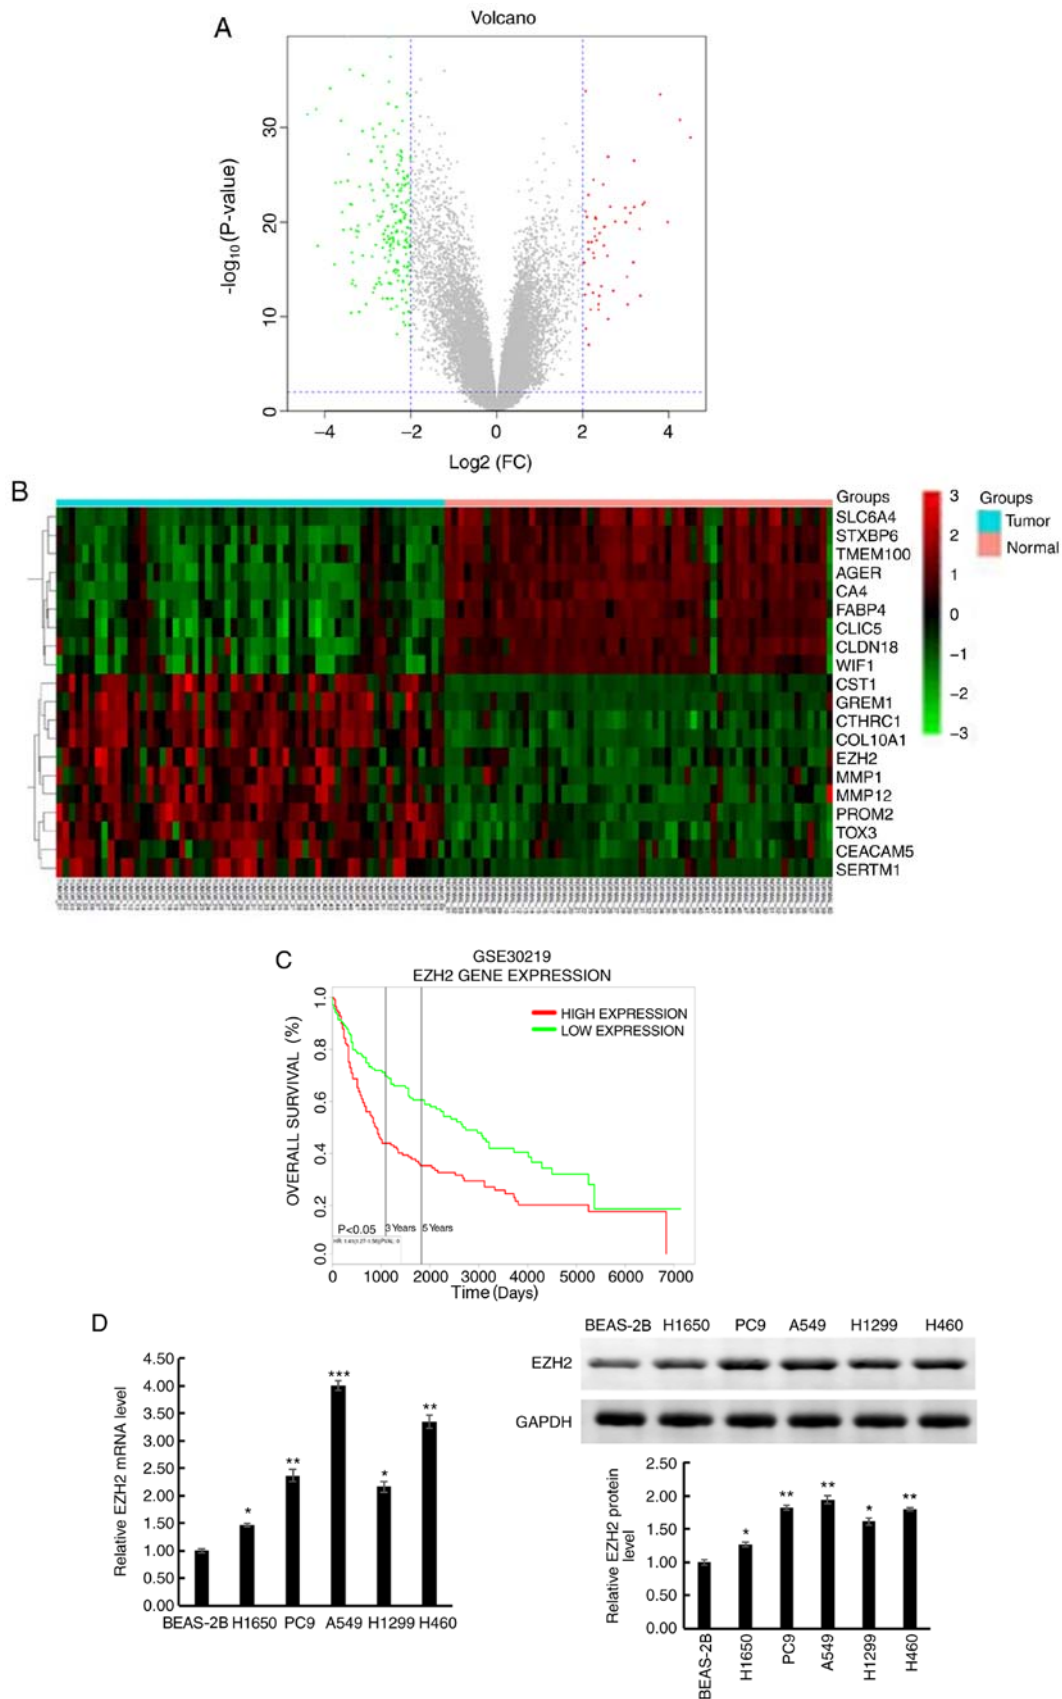 A
Volcano
-log10(P-value)
30
20
10
0
−4
−2
0
2
4
Log2 (FC)
B
Groups
SLC6A4
STXBP6
TMEM100
AGER
CA4
FABP4
CLIC5
CLDN18
WIF1
CST1
GREM1
CTHRC1
COL10A1
EZH2
MMP1
MMP12
PROM2
TOX3
CEACAM5
SERTM1
3
2
1
0
−1
−2
−3
Groups
Tumor
Normal
C
GSE30219
EZH2 GENE EXPRESSION
HIGH EXPRESSION
LOW EXPRESSION
OVERALL SURVIVAL (%)
1.0
0.8
0.6
0.4
0.2
0.0
P<0.05
3 Years
5 Years
0 1000 2000 3000 4000 5000 6000 7000
Time (Days)
D
Relative EZH2 mRNA level
4.50
4.00
3.50
3.00
2.50
2.00
1.50
1.00
0.50
0.00
*
**
***
*
**
BEAS-2B H1650 PC9 A549 H1299 H460
BEAS-2B H1650 PC9 A549 H1299 H460
EZH2
GAPDH
Relative EZH2 protein
level
2.50
2.00
1.50
1.00
0.50
0.00
*
**
**
*
**
BEAS-2B
H1650
PC9
A549
H1299
H460